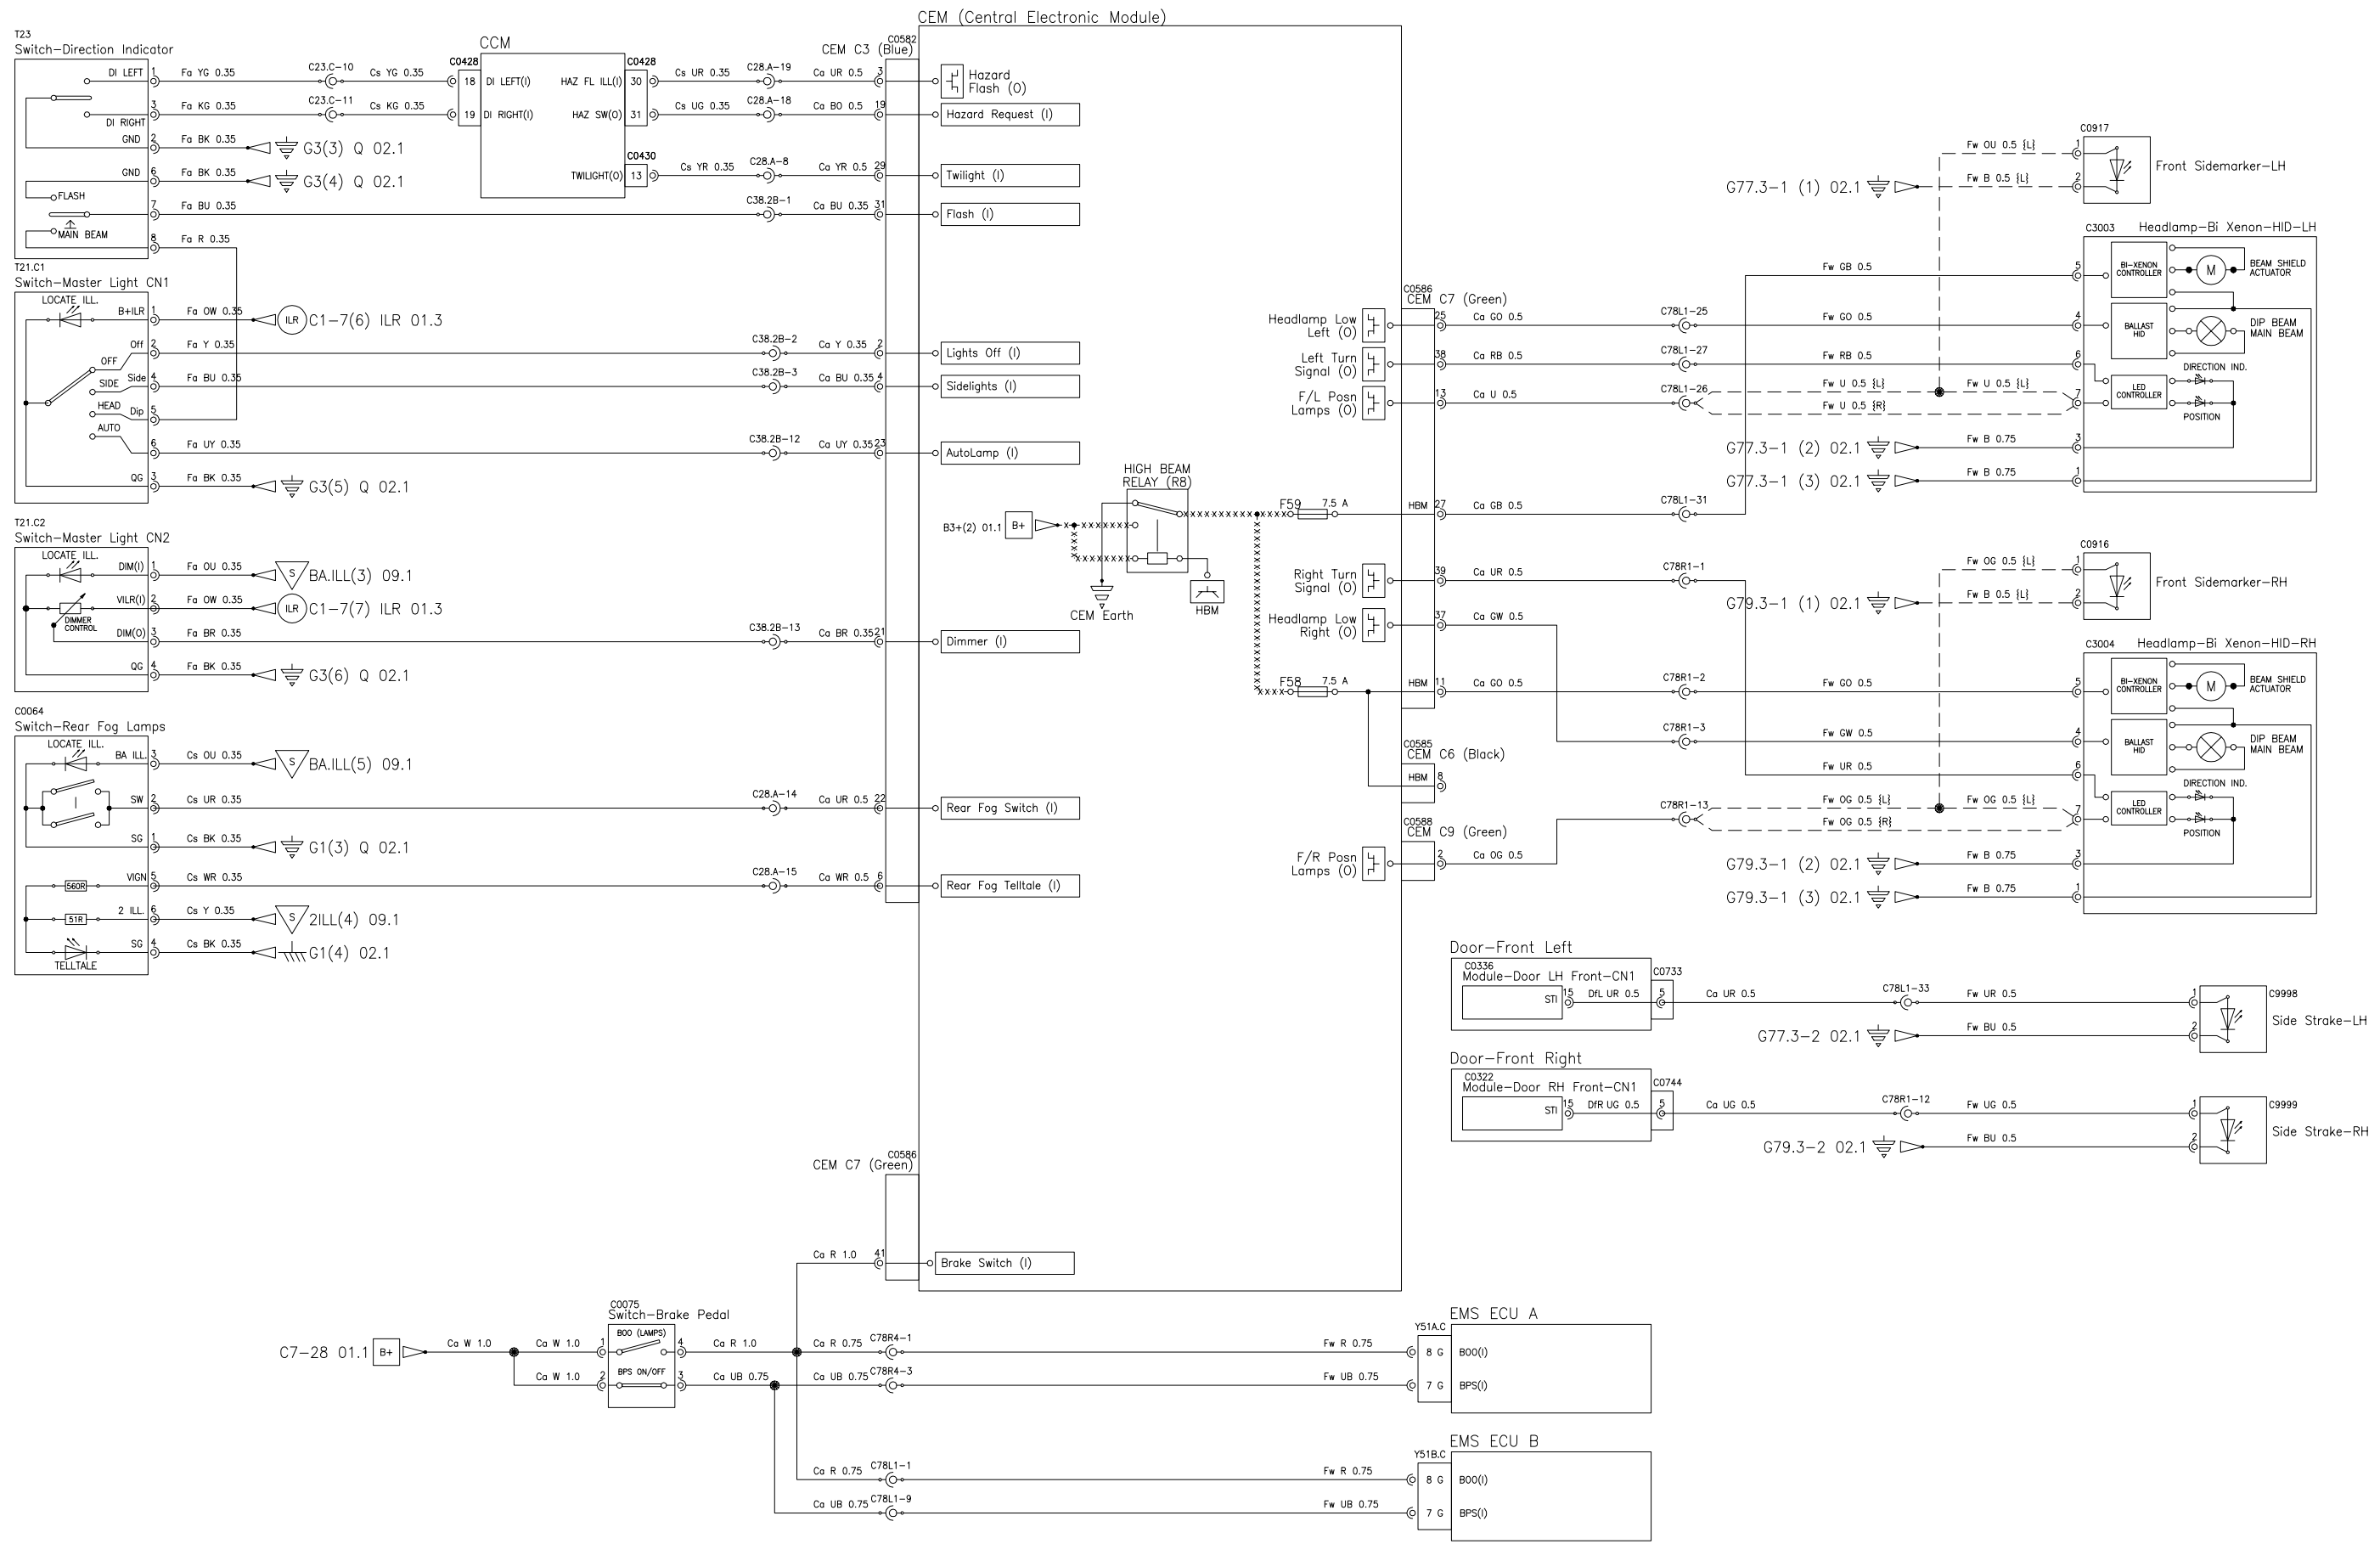 CEM (Central Electronic Module)
T23
Switch-Direction Indicator
DI LEFT 1 Fa YG 0.35 C23.C-10 Cs YG 0.35
3 Fa KG 0.35 C23.C-11 Cs KG 0.35
DI RIGHT
GND 2 Fa BK 0.35 G3(3) Q 02.1
GND 6 Fa BK 0.35 G3(4) Q 02.1
FLASH
7 Fa BU 0.35 C38.2B-1 Ca BU 0.35 31 Flash (I)
MAIN BEAM
8 Fa R 0.35
CCM
C0428 C0428
18 DI LEFT(I) HAZ FL ILL(I) 30 Cs UR 0.35 C28.A-19 Ca UR 0.5 3
19 DI RIGHT(I) HAZ SW(O) 31 Cs UG 0.35 C28.A-18 Ca BO 0.5 19
C0430
TWILIGHT(O) 13 Cs YR 0.35 C28.A-8 Ca YR 0.5 29
C0582
CEM C3 (Blue)
Hazard
Flash (O)
Hazard Request (I)
Twilight (I)
T21.C1
Switch-Master Light CN1
LOCATE ILL.
B+ILR 1 Fa OW 0.35 ILR C1-7(6) ILR 01.3
Off 2 Fa Y 0.35 C38.2B-2 Ca Y 0.35 2 Lights Off (I)
OFF
SIDE Side 4 Fa BU 0.35 C38.2B-3 Ca BU 0.35 4 Sidelights (I)
HEAD Dip 5
AUTO
6 Fa UY 0.35 C38.2B-12 Ca UY 0.35 23 AutoLamp (I)
QG 3 Fa BK 0.35 G3(5) Q 02.1
T21.C2
Switch-Master Light CN2
LOCATE ILL.
DIM(I) 1 Fa OU 0.35 S BA.ILL(3) 09.1
VILR(I) 2 Fa OW 0.35 ILR C1-7(7) ILR 01.3
DIMMER
CONTROL
DIM(O) 3 Fa BR 0.35 C38.2B-13 Ca BR 0.35 21 Dimmer (I)
QG 4 Fa BK 0.35 G3(6) Q 02.1
C0064
Switch-Rear Fog Lamps
LOCATE ILL.
BA ILL. 3 Cs OU 0.35 S BA.ILL(5) 09.1
SW 2 Cs UR 0.35 C28.A-14 Ca UR 0.5 22 Rear Fog Switch (I)
SG 1 Cs BK 0.35 G1(3) Q 02.1
560R VIGN 5 Cs WR 0.35 C28.A-15 Ca WR 0.5 6 Rear Fog Telltale (I)
51R 2 ILL. 6 Cs Y 0.35 S 2ILL(4) 09.1
SG 4 Cs BK 0.35 G1(4) 02.1
TELLTALE
HIGH BEAM
RELAY (R8)
B3+(2) 01.1 B+
F59 7.5 A
CEM Earth
HBM
F58 7.5 A
C0586
CEM C7 (Green)
Headlamp Low
Left (O)
25 Ca GO 0.5 C78L1-25 Fw GO 0.5
Left Turn
Signal (O)
38 Ca RB 0.5 C78L1-27 Fw RB 0.5
F/L Posn
Lamps (O)
13 Ca U 0.5 C78L1-26 Fw U 0.5 {L} Fw U 0.5 {L}
Fw U 0.5 {R}
HBM 27 Ca GB 0.5 C78L1-31
Fw GB 0.5
Right Turn
Signal (O)
39 Ca UR 0.5 C78R1-1
Headlamp Low
Right (O)
37 Ca GW 0.5
HBM 11 Ca GO 0.5 C78R1-2 Fw GO 0.5
C78R1-3 Fw GW 0.5
Fw UR 0.5
C0585
CEM C6 (Black)
HBM 8
C78R1-13 Fw OG 0.5 {L} Fw OG 0.5 {L}
Fw OG 0.5 {R}
C0588
CEM C9 (Green)
F/R Posn
Lamps (O)
2 Ca OG 0.5
C0917
Fw OU 0.5 {L} 1
Front Sidemarker-LH
G77.3-1 (1) 02.1 Fw B 0.5 {L} 2
C3003 Headlamp-Bi Xenon-HID-LH
5 BI-XENON
CONTROLLER
M BEAM SHIELD
ACTUATOR
4 BALLAST
HID
DIP BEAM
MAIN BEAM
6
DIRECTION IND.
7 LED
CONTROLLER
POSITION
G77.3-1 (2) 02.1 Fw B 0.75 3
G77.3-1 (3) 02.1 Fw B 0.75 1
C0916
Fw OG 0.5 {L} 1
Front Sidemarker-RH
G79.3-1 (1) 02.1 Fw B 0.5 {L} 2
C3004 Headlamp-Bi Xenon-HID-RH
5 BI-XENON
CONTROLLER
M BEAM SHIELD
ACTUATOR
4 BALLAST
HID
DIP BEAM
MAIN BEAM
6
DIRECTION IND.
7 LED
CONTROLLER
POSITION
G79.3-1 (2) 02.1 Fw B 0.75 3
G79.3-1 (3) 02.1 Fw B 0.75 1
Door-Front Left
C0336
Module-Door LH Front-CN1
C0733
STI 15 DfL UR 0.5 5 Ca UR 0.5 C78L1-33 Fw UR 0.5 1
C9998
Side Strake-LH
G77.3-2 02.1 Fw BU 0.5 2
Door-Front Right
C0322
Module-Door RH Front-CN1
C0744
STI 15 DfR UG 0.5 5 Ca UG 0.5 C78R1-12 Fw UG 0.5 1
C9999
Side Strake-RH
G79.3-2 02.1 Fw BU 0.5 2
C0586
CEM C7 (Green)
Ca R 1.0 41 Brake Switch (I)
C0075
Switch-Brake Pedal
C7-28 01.1 B+ Ca W 1.0 Ca W 1.0 1 BOO (LAMPS) 4 Ca R 1.0 Ca R 0.75 C78R4-1 Fw R 0.75
Ca W 1.0 2 BPS ON/OFF 3 Ca UB 0.75 Ca UB 0.75 C78R4-3 Fw UB 0.75
EMS ECU A
Y51A.C
8 G BOO(I)
7 G BPS(I)
EMS ECU B
Y51B.C
Ca R 0.75 C78L1-1 Fw R 0.75 8 G BOO(I)
Ca UB 0.75 C78L1-9 Fw UB 0.75 7 G BPS(I)